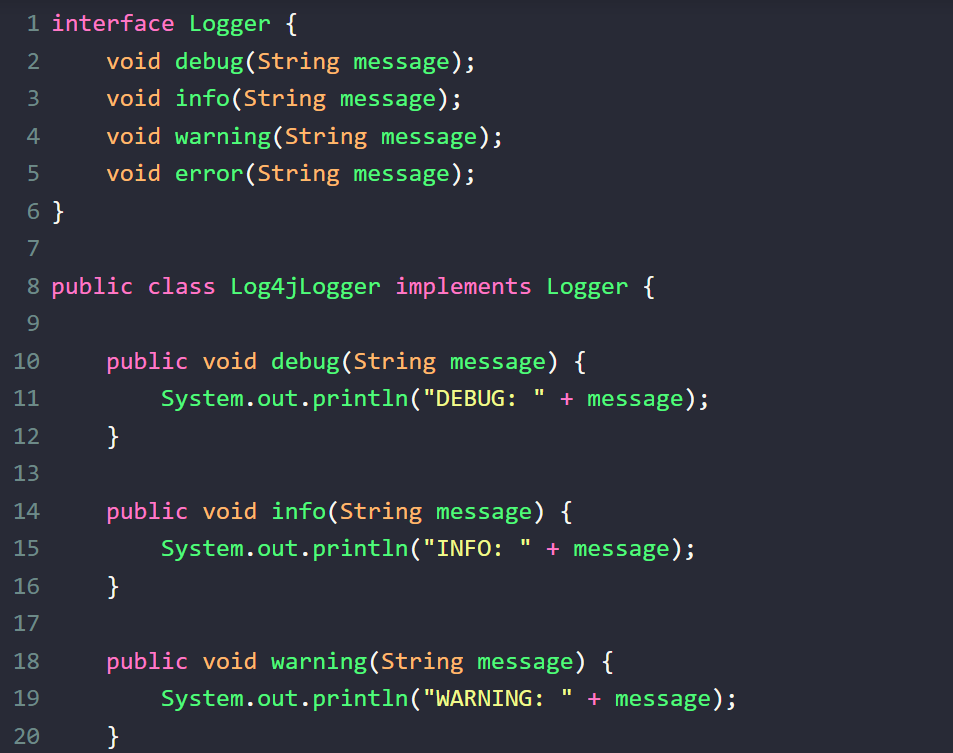 1 interface Logger {
2     void debug(String message);
3     void info(String message);
4     void warning(String message);
5     void error(String message);
6 }
7
8 public class Log4jLogger implements Logger {
9
10     public void debug(String message) {
11         System.out.println("DEBUG: " + message);
12     }
13
14     public void info(String message) {
15         System.out.println("INFO: " + message);
16     }
17
18     public void warning(String message) {
19         System.out.println("WARNING: " + message);
20     }